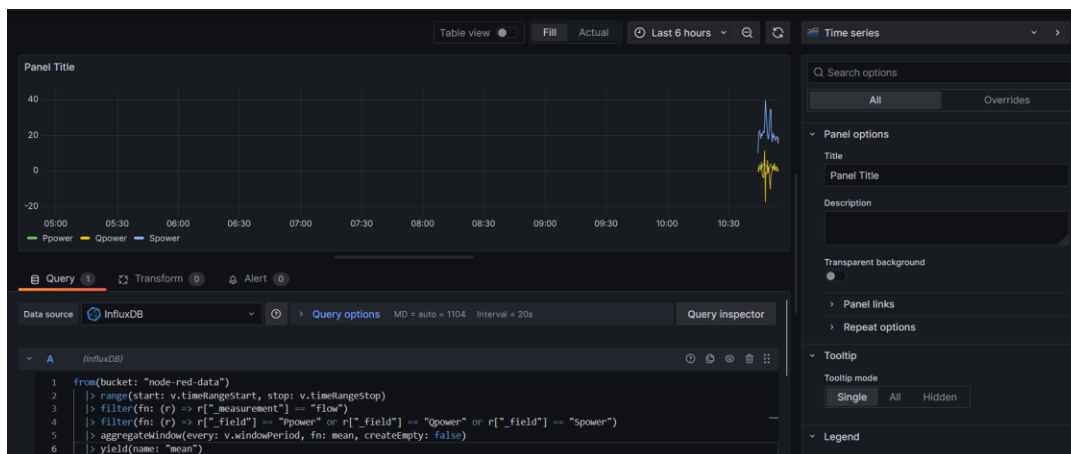 Table view
Fill
Actual
Last 6 hours
Time series
Panel Title
40
20
0
-20
05:00 05:30 06:00 06:30 07:00 07:30 08:00 08:30 09:00 09:30 10:00 10:30
Ppower Qpower Spower
Search options
All
Overrides
Panel options
Title
Panel Title
Description
Transparent background
Panel links
Repeat options
Tooltip
Tooltip mode
Single All Hidden
Legend
Query 1
Transform 0
Alert 0
Data source
InfluxDB
Query options MD = auto = 1104 Interval = 20s
Query inspector
A (InfluxDB)
1 from(bucket: "node-red-data")
2 |> range(start: v.timeRangeStart, stop: v.timeRangeStop)
3 |> filter(fn: (r) => r["_measurement"] == "flow")
4 |> filter(fn: (r) => r["_field"] == "Ppower" or r["_field"] == "Qpower" or r["_field"] == "Spower")
5 |> aggregateWindow(every: v.windowPeriod, fn: mean, createEmpty: false)
6 |> yield(name: "mean")